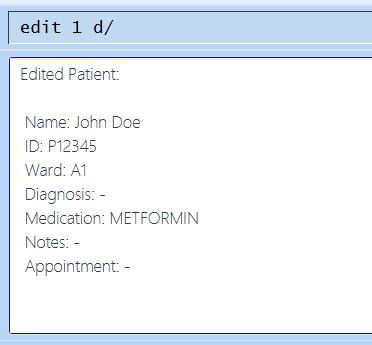 edit 1 d/
Edited Patient:
Name: John Doe
ID: P12345
Ward: A1
Diagnosis: -
Medication: METFORMIN
Notes: -
Appointment: -